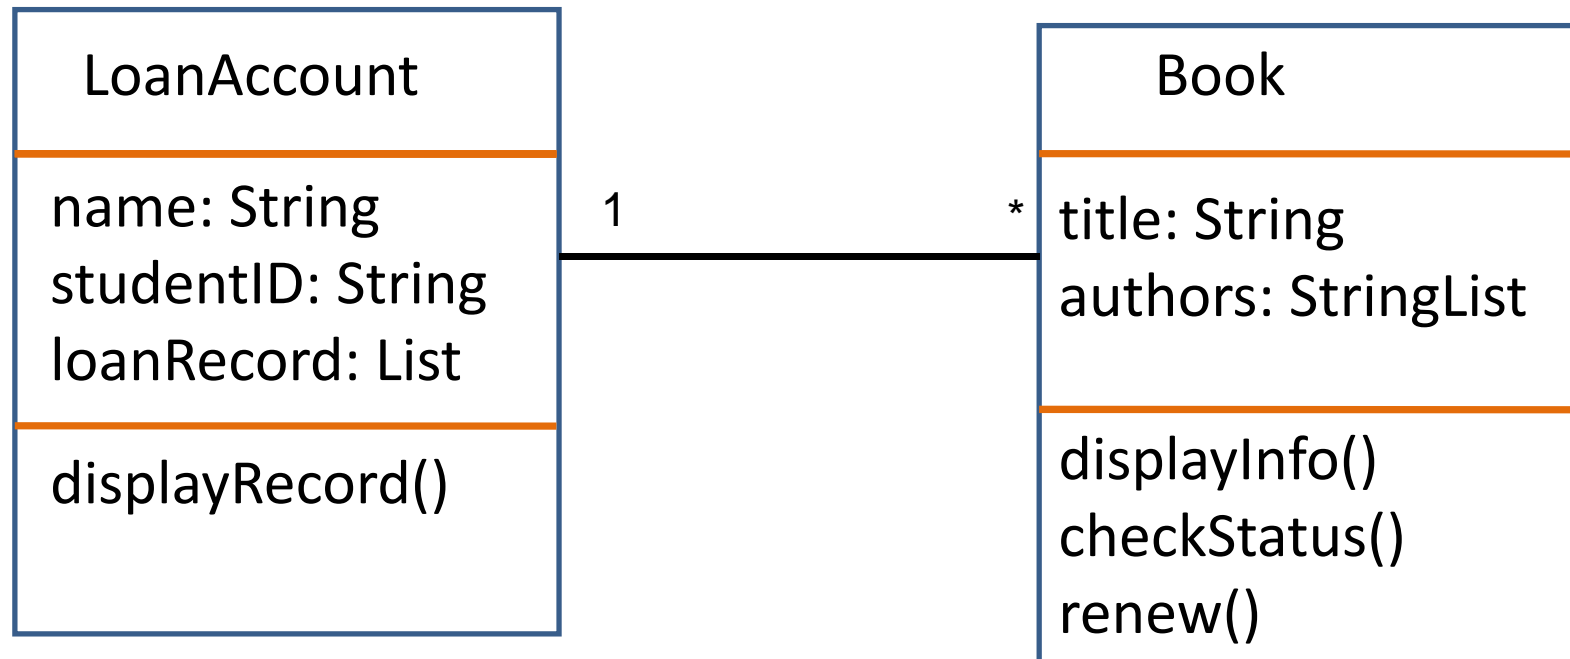 LoanAccount
name: String
studentID: String
loanRecord: List
displayRecord()
1
*
Book
title: String
authors: StringList
displayInfo()
checkStatus()
renew()